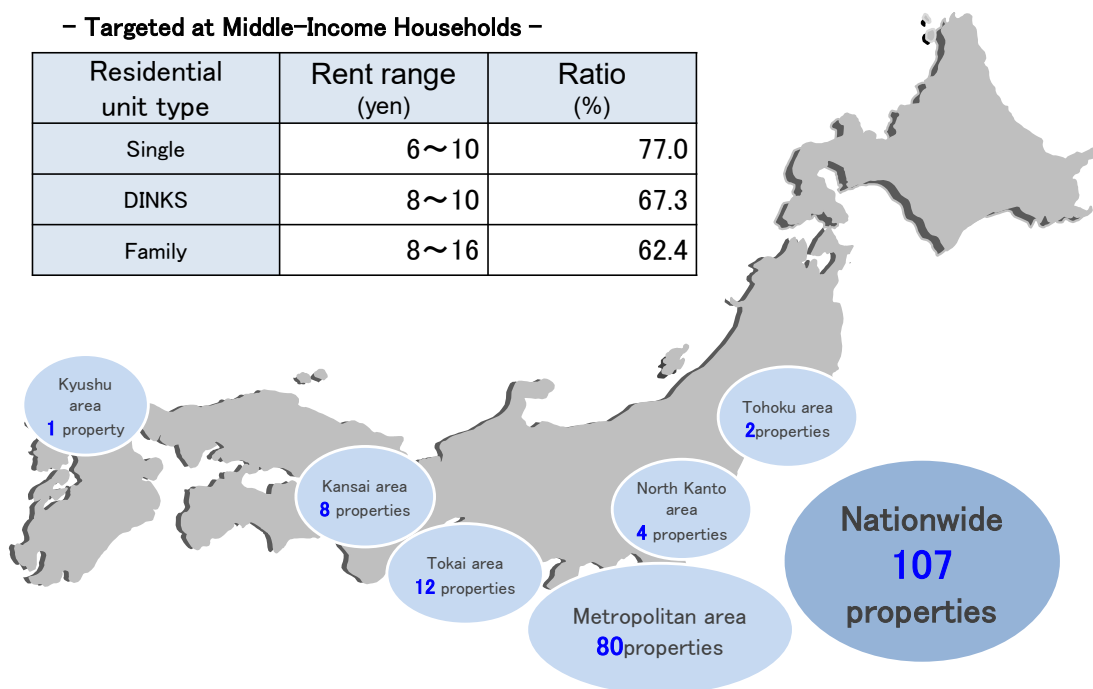 – Targeted at Middle-Income Households –
Residential unit type Rent range (yen) Ratio (%)
Single 6～10 77.0
DINKS 8～10 67.3
Family 8～16 62.4
Kyushu
area
1 property
Tohoku area
2properties
Kansai area
8 properties
North Kanto
area
4 properties
Tokai area
12 properties
Metropolitan area
80properties
Nationwide
107
properties